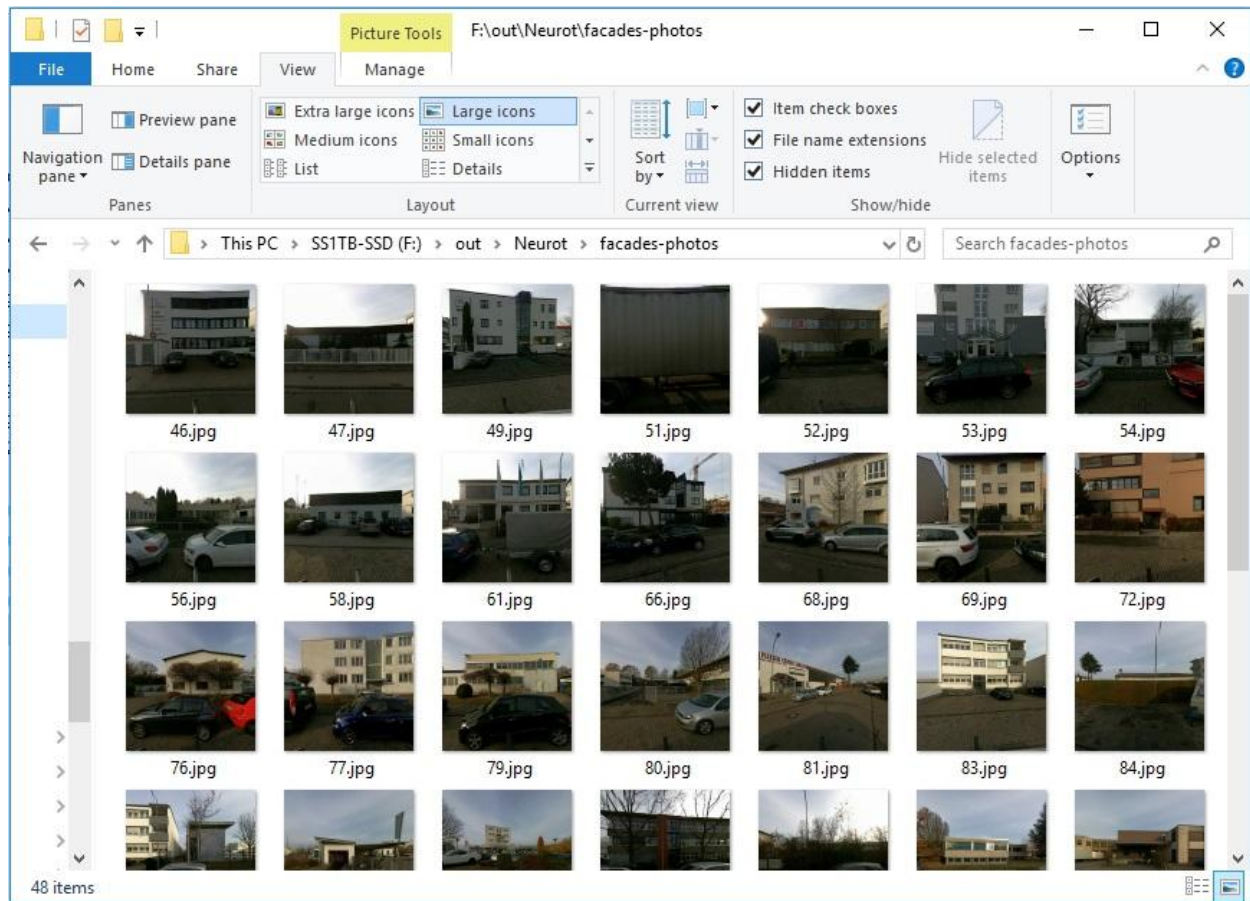 Picture Tools F:\out\Neurot\facades-photos
File Home Share View Manage
Navigation pane
Preview pane
Details pane
Panes
Extra large icons Large icons
Medium icons Small icons
List Details
Layout
Sort by
Current view
Item check boxes
File name extensions
Hidden items
Hide selected items
Show/hide
Options
This PC > SS1TB-SSD (F:) > out > Neurot > facades-photos
Search facades-photos
46.jpg 47.jpg 49.jpg 51.jpg 52.jpg 53.jpg 54.jpg
56.jpg 58.jpg 61.jpg 66.jpg 68.jpg 69.jpg 72.jpg
76.jpg 77.jpg 79.jpg 80.jpg 81.jpg 83.jpg 84.jpg
48 items